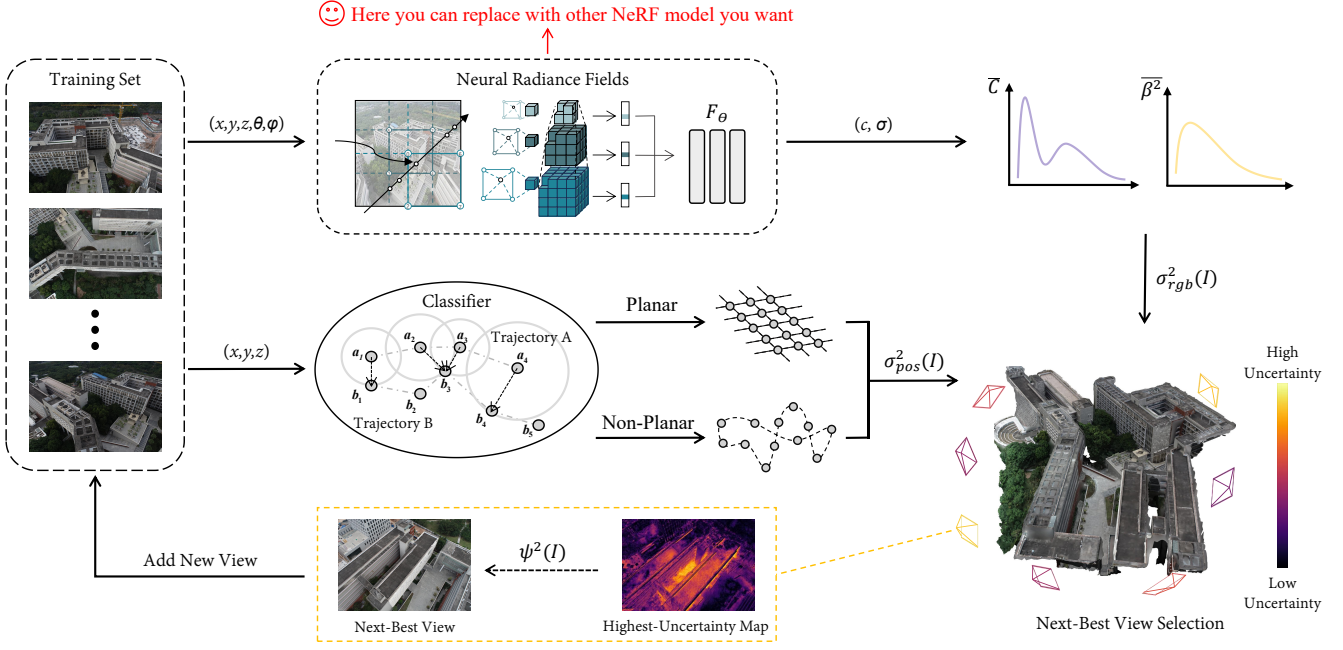 Here you can replace with other NeRF model you want
Training Set
Neural Radiance Fields
(x,y,z,θ,φ)
F_Θ
(c, σ)
C̅
β²̅
σ²_rgb(I)
(x,y,z)
Classifier
Trajectory A
a₁
a₂
a₃
a₄
b₁
b₂
b₃
b₄
b₅
Trajectory B
Planar
Non-Planar
σ²_pos(I)
High
Uncertainty
Low
Uncertainty
Next-Best View Selection
Add New View
ψ²(I)
Next-Best View
Highest-Uncertainty Map